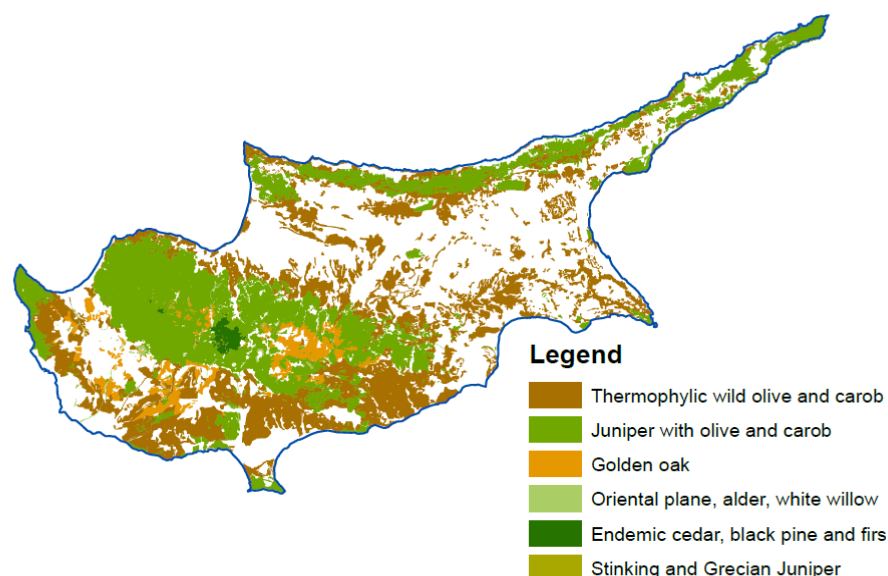 Legend
Thermophylic wild olive and carob
Juniper with olive and carob
Golden oak
Oriental plane, alder, white willow
Endemic cedar, black pine and firs
Stinking and Grecian Juniper